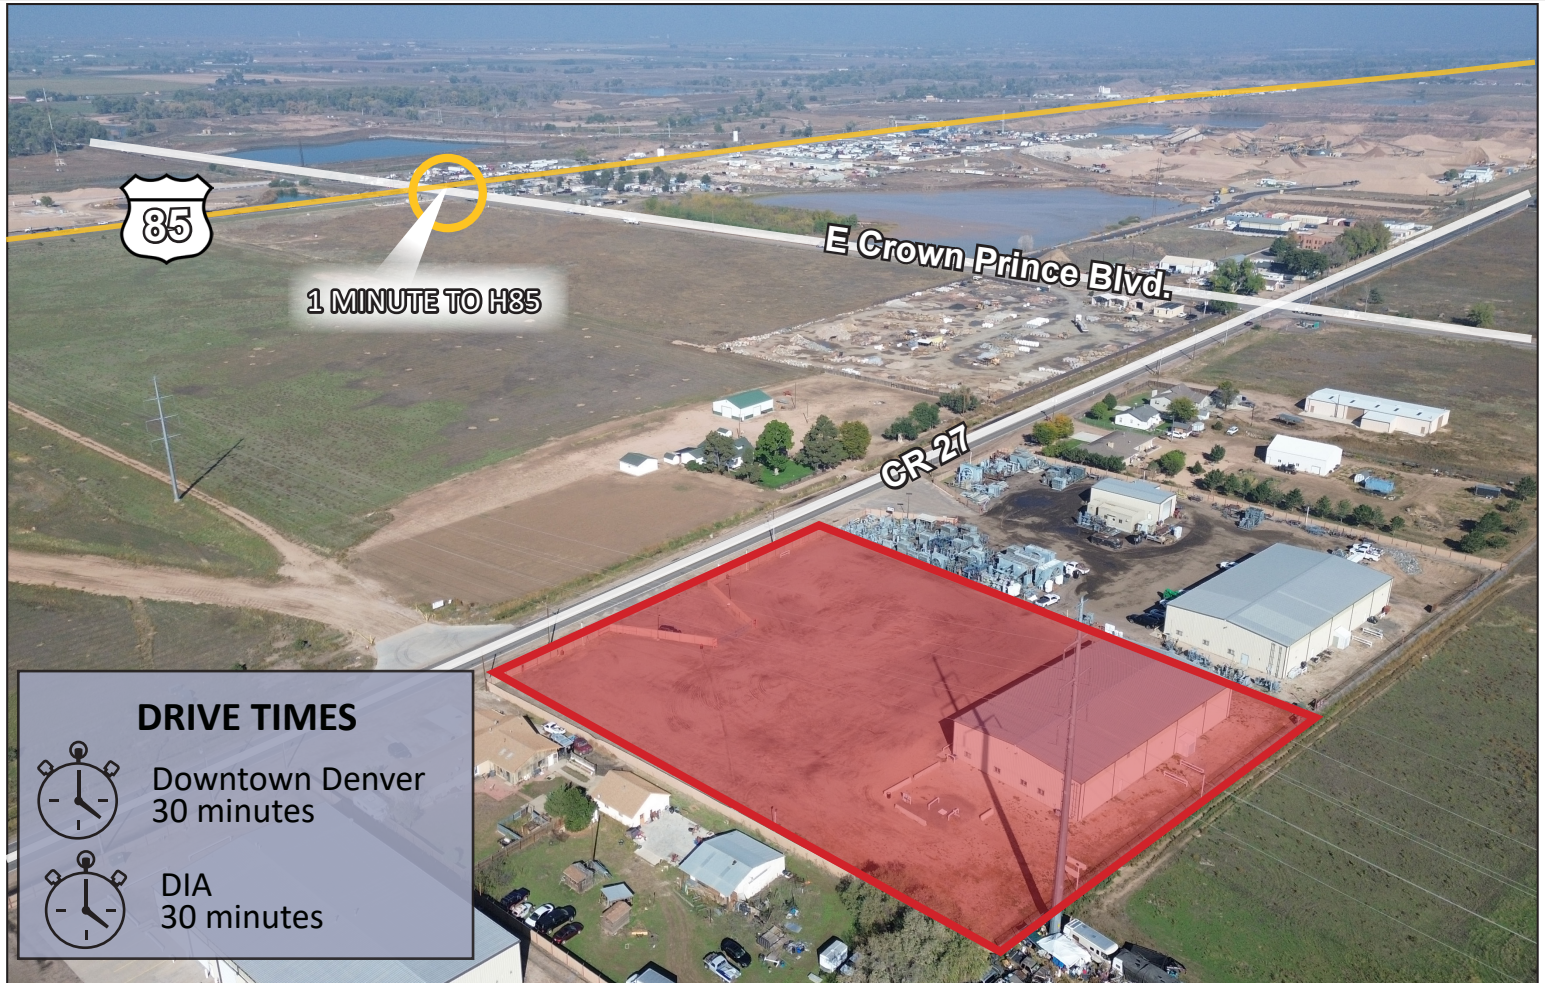 85
1 MINUTE TO H85
E Crown Prince Blvd.
CR 27
DRIVE TIMES
Downtown Denver
30 minutes
DIA
30 minutes